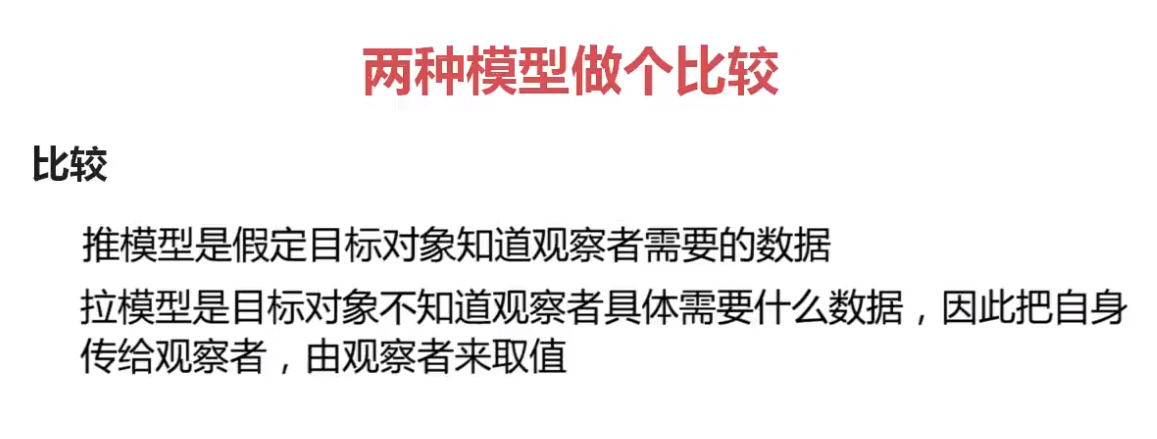 两种模型做个比较
比较
推模型是假定目标对象知道观察者需要的数据
拉模型是目标对象不知道观察者具体需要什么数据，因此把自身
传给观察者，由观察者来取值